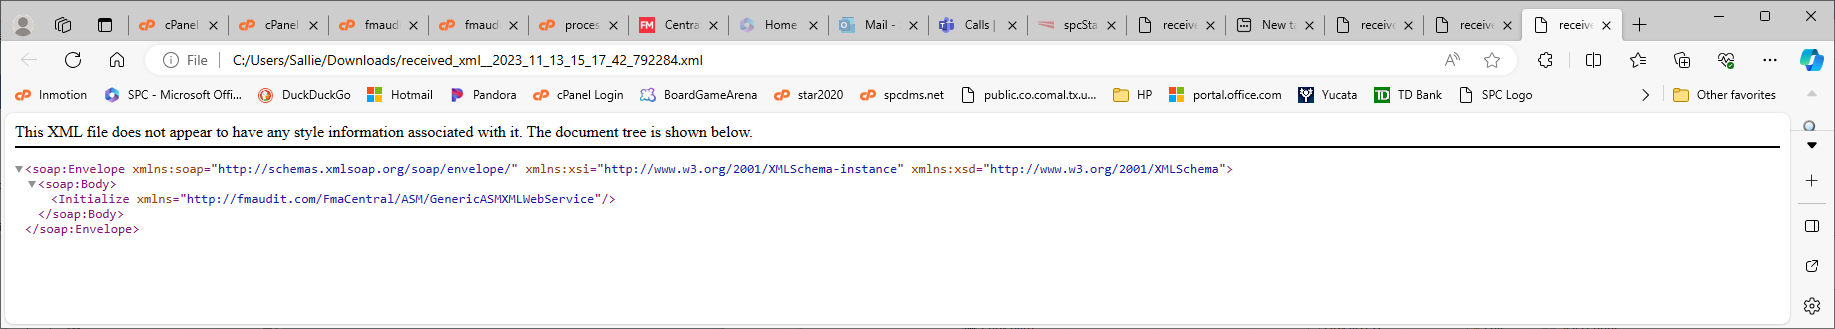 cPanel cPanel fmaud fmaud proces Centra Home Mail - Calls | spcSta receive New ta receive receive receive
File C:/Users/Sallie/Downloads/received_xml__2023_11_13_15_17_42_792284.xml
Inmotion SPC - Microsoft Offi... DuckDuckGo Hotmail Pandora cPanel Login BoardGameArena star2020 spcdms.net public.co.comal.tx.u... HP portal.office.com Yucata TD Bank SPC Logo Other favorites
This XML file does not appear to have any style information associated with it. The document tree is shown below.
<soap:Envelope xmlns:soap="http://schemas.xmlsoap.org/soap/envelope/" xmlns:xsi="http://www.w3.org/2001/XMLSchema-instance" xmlns:xsd="http://www.w3.org/2001/XMLSchema">
<soap:Body>
<Initialize xmlns="http://fmaudit.com/FmaCentral/ASM/GenericASMXMLWebService"/>
</soap:Body>
</soap:Envelope>